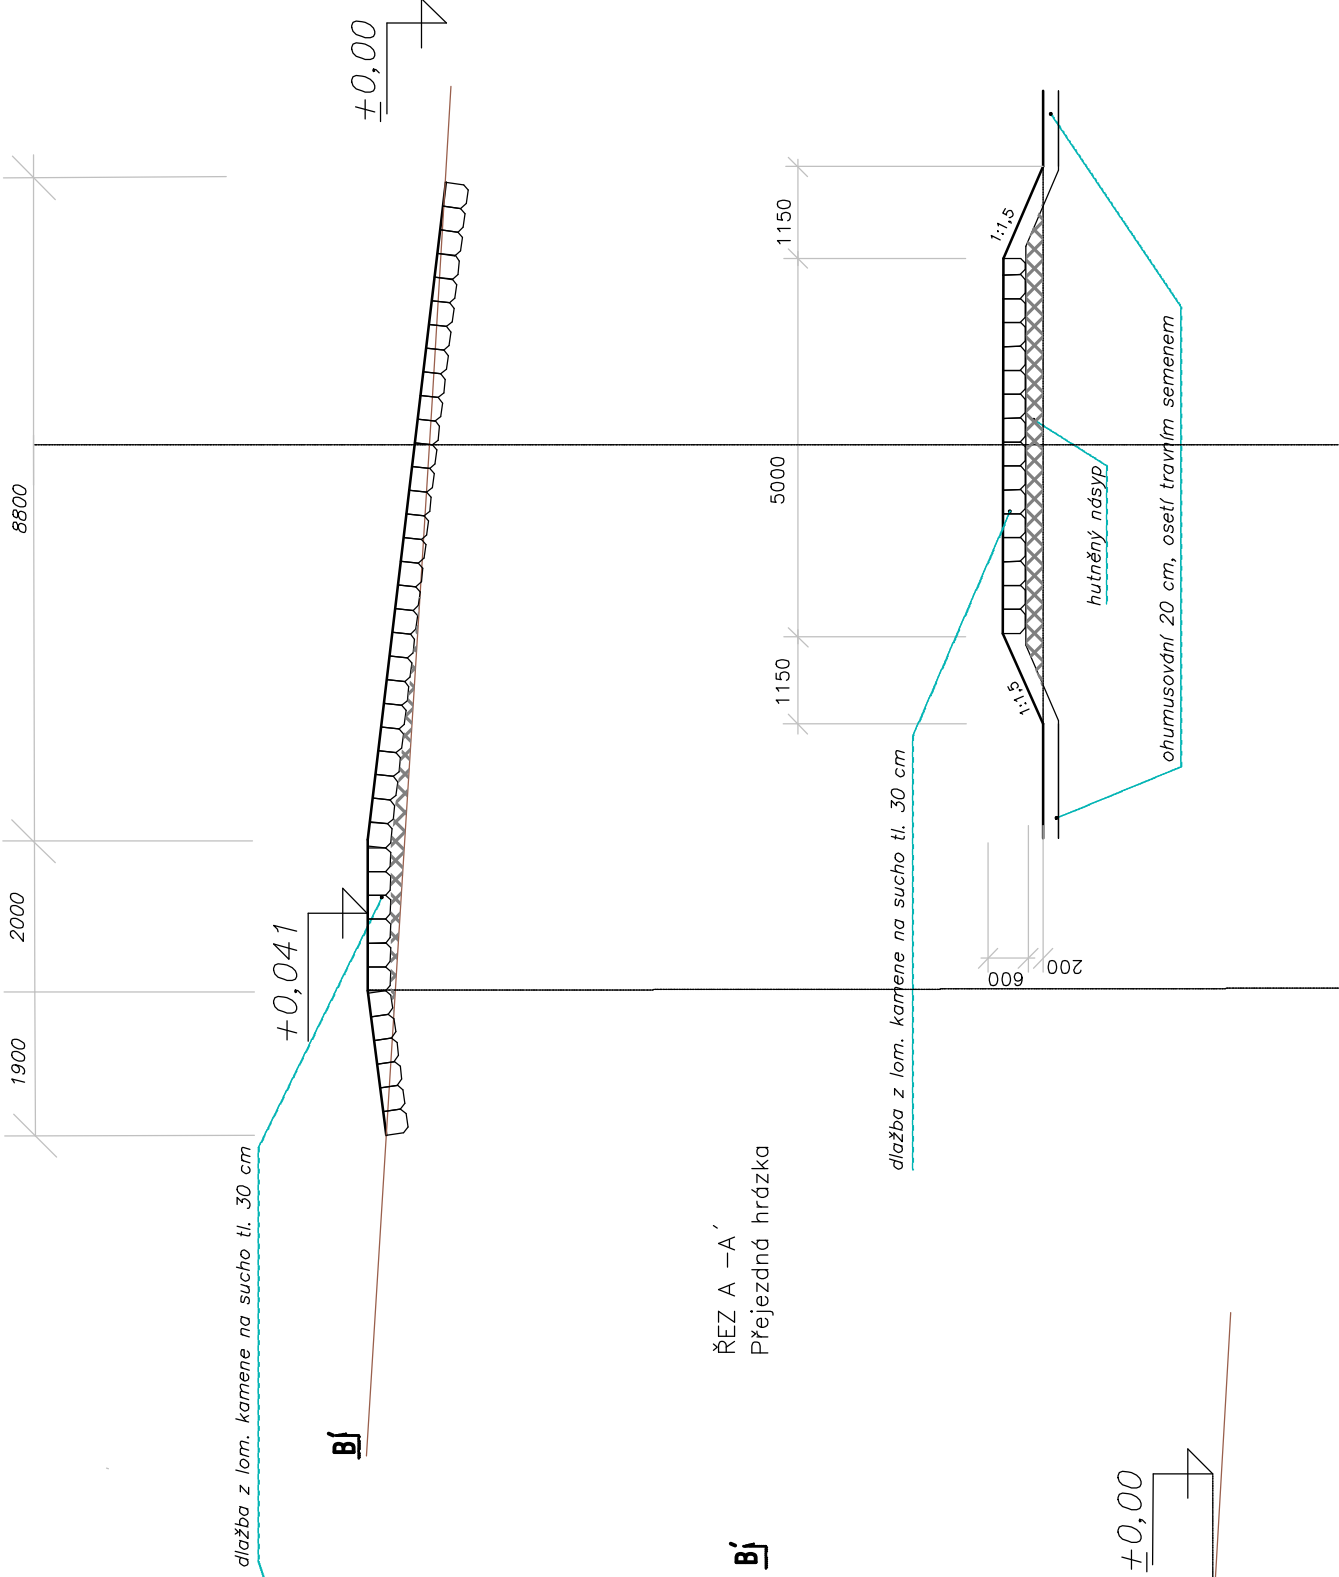 ±0,00
8800
2000
1900
+0,041
dlažba z lom. kamene na sucho tl. 30 cm
B´
ŘEZ A –A´
Přejezdná hrázka
1150
5000
1150
1:1,5
1:1,5
hutněný násyp
ohumusování 20 cm, osetí travním semenem
dlažba z lom. kamene na sucho tl. 30 cm
600
200
B´
±0,00